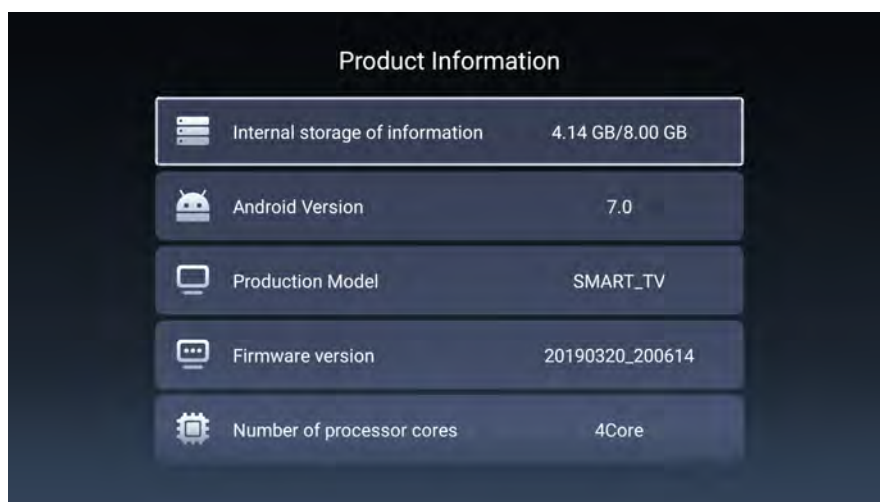 Product Information
Internal storage of information 4.14 GB/8.00 GB
Android Version 7.0
Production Model SMART_TV
Firmware version 20190320_200614
Number of processor cores 4Core